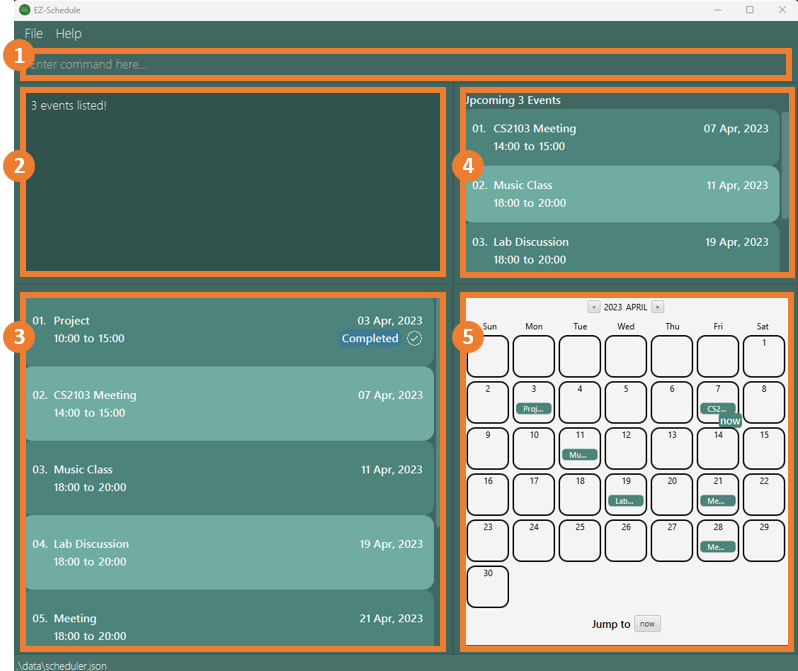 EZ-Schedule
File Help
1
Enter command here...
2
3 events listed!
4
Upcoming 3 Events
01. CS2103 Meeting 07 Apr, 2023
14:00 to 15:00
02. Music Class 11 Apr, 2023
18:00 to 20:00
03. Lab Discussion 19 Apr, 2023
18:00 to 20:00
3
01. Project 03 Apr, 2023
10:00 to 15:00 Completed
02. CS2103 Meeting 07 Apr, 2023
14:00 to 15:00
03. Music Class 11 Apr, 2023
18:00 to 20:00
04. Lab Discussion 19 Apr, 2023
18:00 to 20:00
05. Meeting 21 Apr, 2023
18:00 to 20:00
5
< 2023 APRIL >
Sun Mon Tue Wed Thu Fri Sat
1
2 3 4 5 6 7 8
Proj... CS2...
now
9 10 11 12 13 14 15
Mu...
16 17 18 19 20 21 22
Lab... Me...
23 24 25 26 27 28 29
Me...
30
Jump to now
.\data\scheduler.json